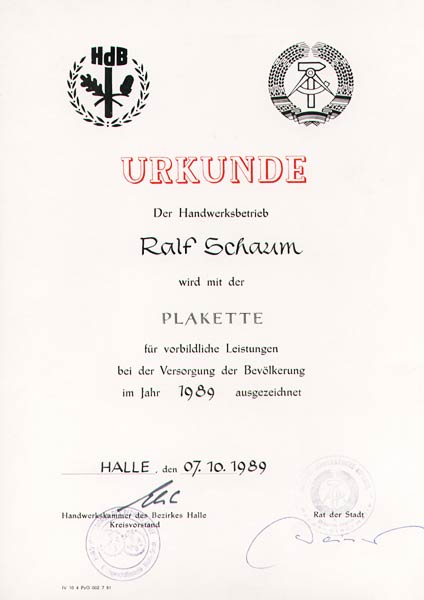 HdB
URKUNDE
Der Handwerksbetrieb
Ralf Schaum
wird mit der
PLAKETTE
für vorbildliche Leistungen
bei der Versorgung der Bevölkerung
im Jahr 1989 ausgezeichnet
HALLE, den 07. 10. 1989
Handwerkskammer des Bezirkes Halle
Kreisvorstand
Rat der Stadt